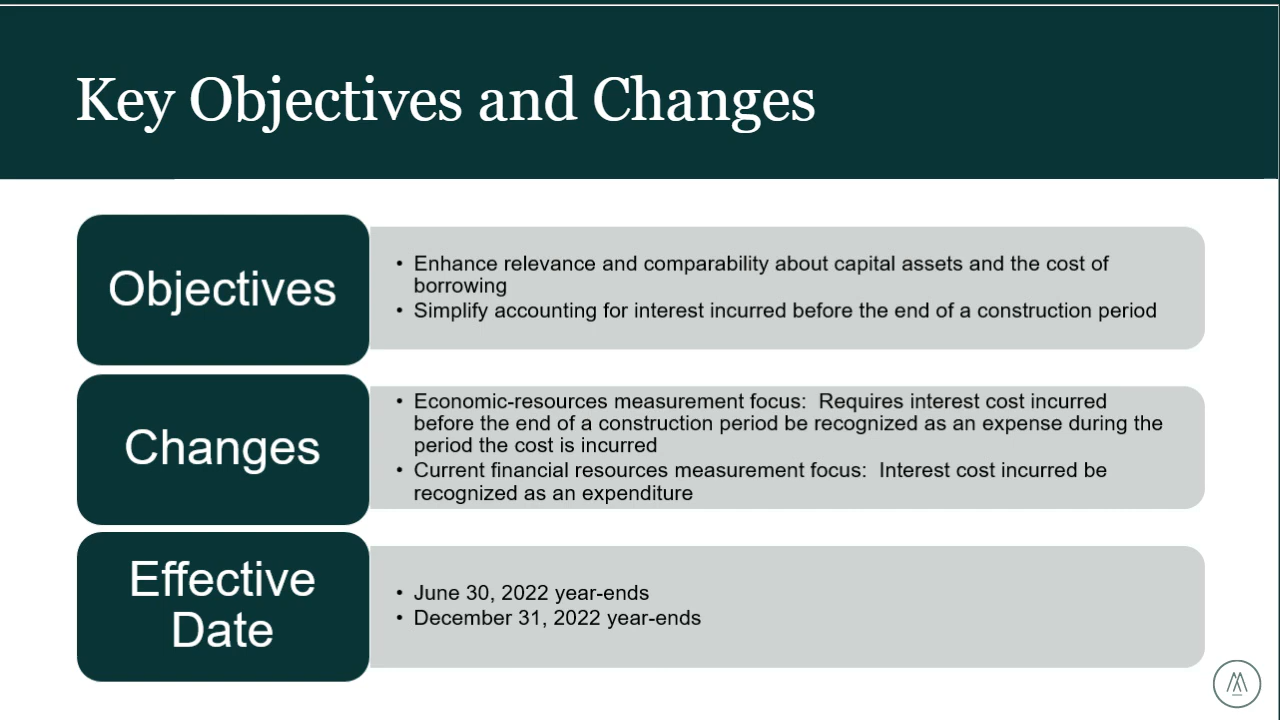 Key Objectives and Changes
Objectives
• Enhance relevance and comparability about capital assets and the cost of
borrowing
• Simplify accounting for interest incurred before the end of a construction period
Changes
• Economic-resources measurement focus:  Requires interest cost incurred
before the end of a construction period be recognized as an expense during the
period the cost is incurred
• Current financial resources measurement focus:  Interest cost incurred be
recognized as an expenditure
Effective
Date
• June 30, 2022 year-ends
• December 31, 2022 year-ends